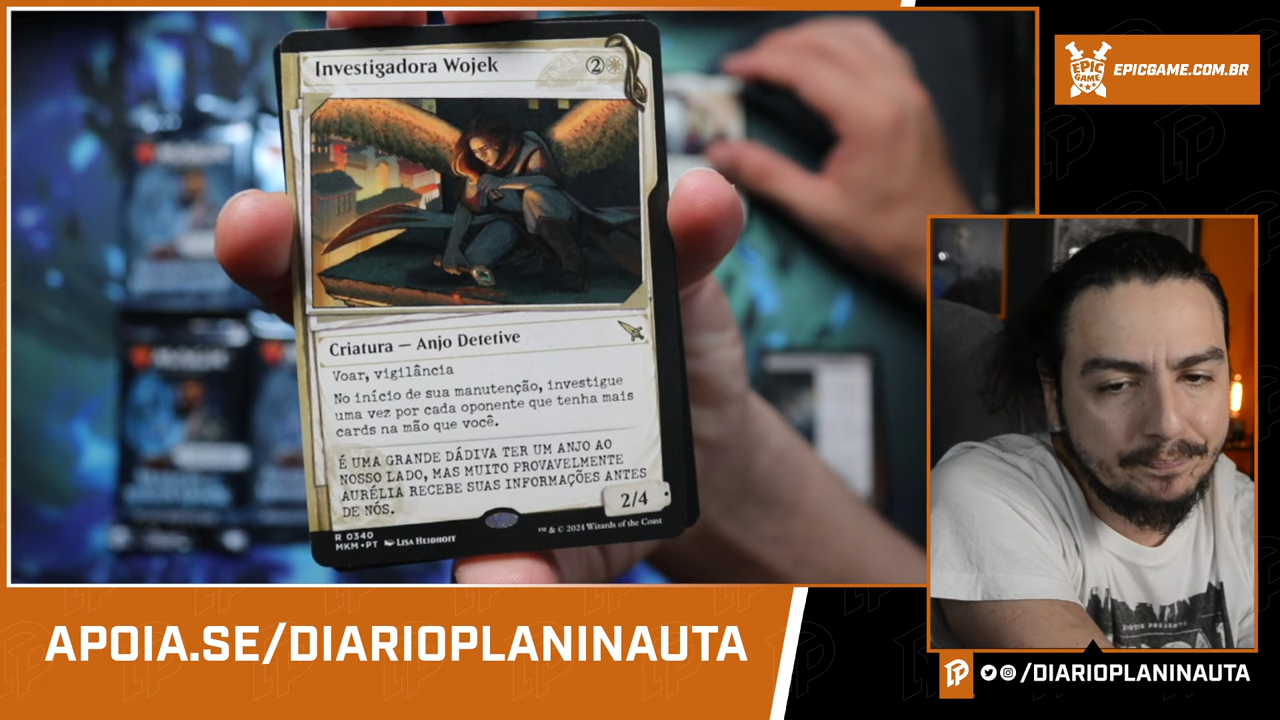 Investigadora Wojek 2
Criatura — Anjo Detetive
Voar, vigilância
No início de sua manutenção, investigue
uma vez por cada oponente que tenha mais
cards na mão que você.
É UMA GRANDE DÁDIVA TER UM ANJO AO
NOSSO LADO, MAS MUITO PROVAVELMENTE
AURÉLIA RECEBE SUAS INFORMAÇÕES ANTES
DE NÓS.
2/4
R 0340
MKM • PT LISA HEIDHOFF
™ & © 2024 Wizards of the Coast
EPIC
GAME
EPICGAME.COM.BR
APOIA.SE/DIARIOPLANINAUTA
/DIARIOPLANINAUTA